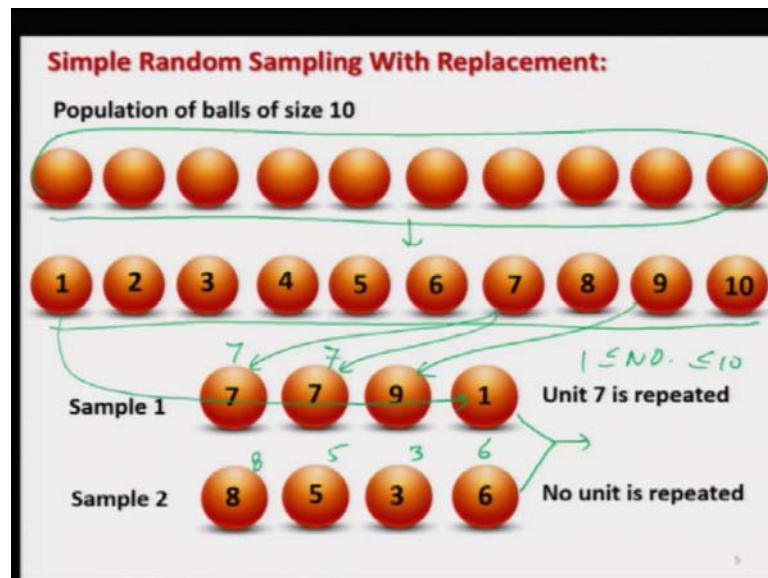 Simple Random Sampling With Replacement:
Population of balls of size 10
1 2 3 4 5 6 7 8 9 10
7 7 1 ≤ NO. ≤ 10
Sample 1 7 7 9 1 Unit 7 is repeated
8 5 3 6
Sample 2 8 5 3 6 No unit is repeated
5